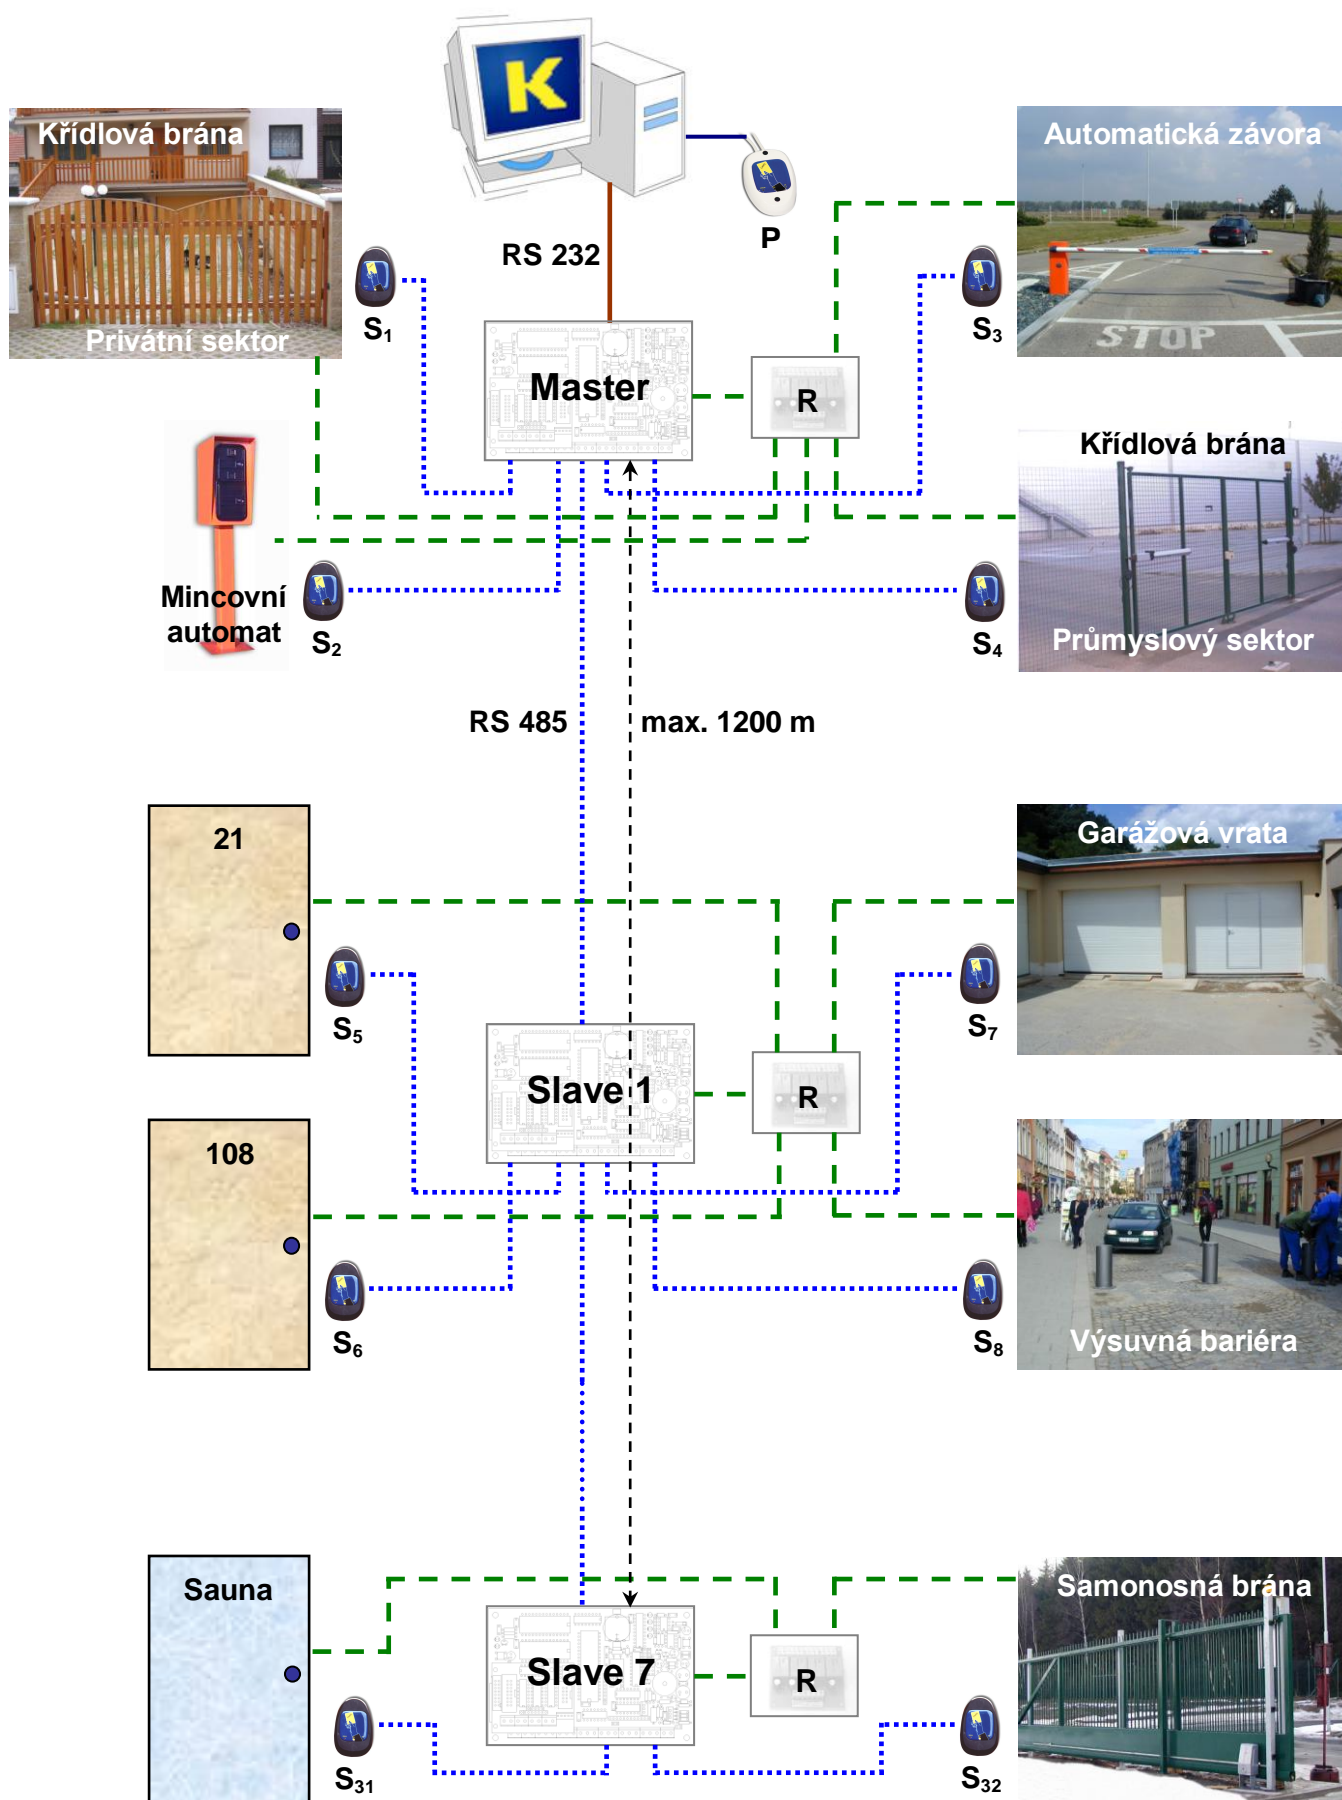 K
Křídlová brána
Privátní sektor
Automatická závora
STOP
P
RS 232
S1
S3
Master
R
Křídlová brána
Průmyslový sektor
Mincovní
automat
S2
S4
RS 485
max. 1200 m
21
Garážová vrata
S5
S7
Slave 1
R
108
Výsuvná bariéra
S6
S8
Sauna
Samonosná brána
Slave 7
R
S31
S32